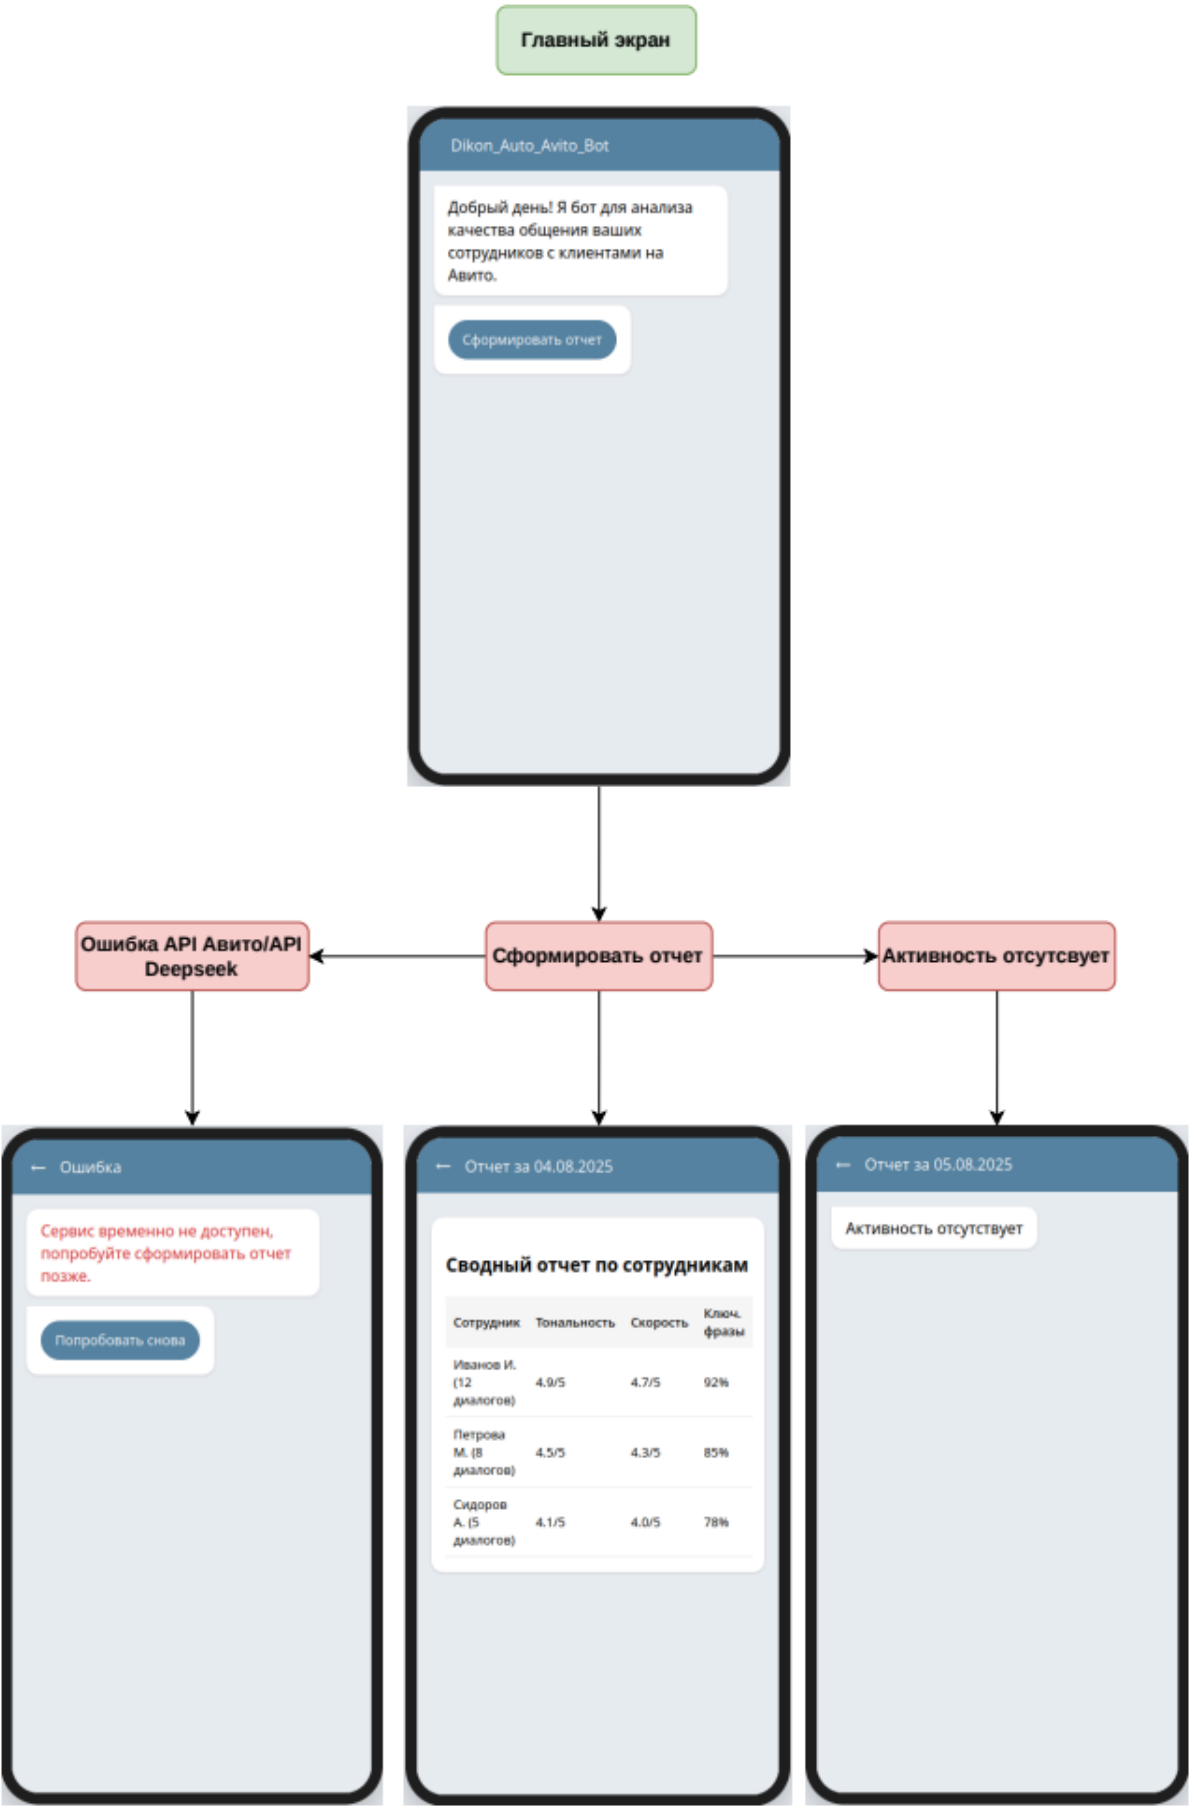 Главный экран
Dikon_Auto_Avito_Bot
Добрый день! Я бот для анализа
качества общения ваших
сотрудников с клиентами на
Авито.
Сформировать отчет
Ошибка API Авито/API
Deepseek
Сформировать отчет
Активность отсутсвует
← Ошибка
Сервис временно не доступен,
попробуйте сформировать отчет
позже.
Попробовать снова
← Отчет за 04.08.2025
Сводный отчет по сотрудникам
Сотрудник Тональность Скорость Ключ.
фразы
Иванов И.
(12 4.9/5 4.7/5 92%
диалогов)
Петрова
М. (8 4.5/5 4.3/5 85%
диалогов)
Сидоров
А. (5 4.1/5 4.0/5 78%
диалогов)
← Отчет за 05.08.2025
Активность отсутствует